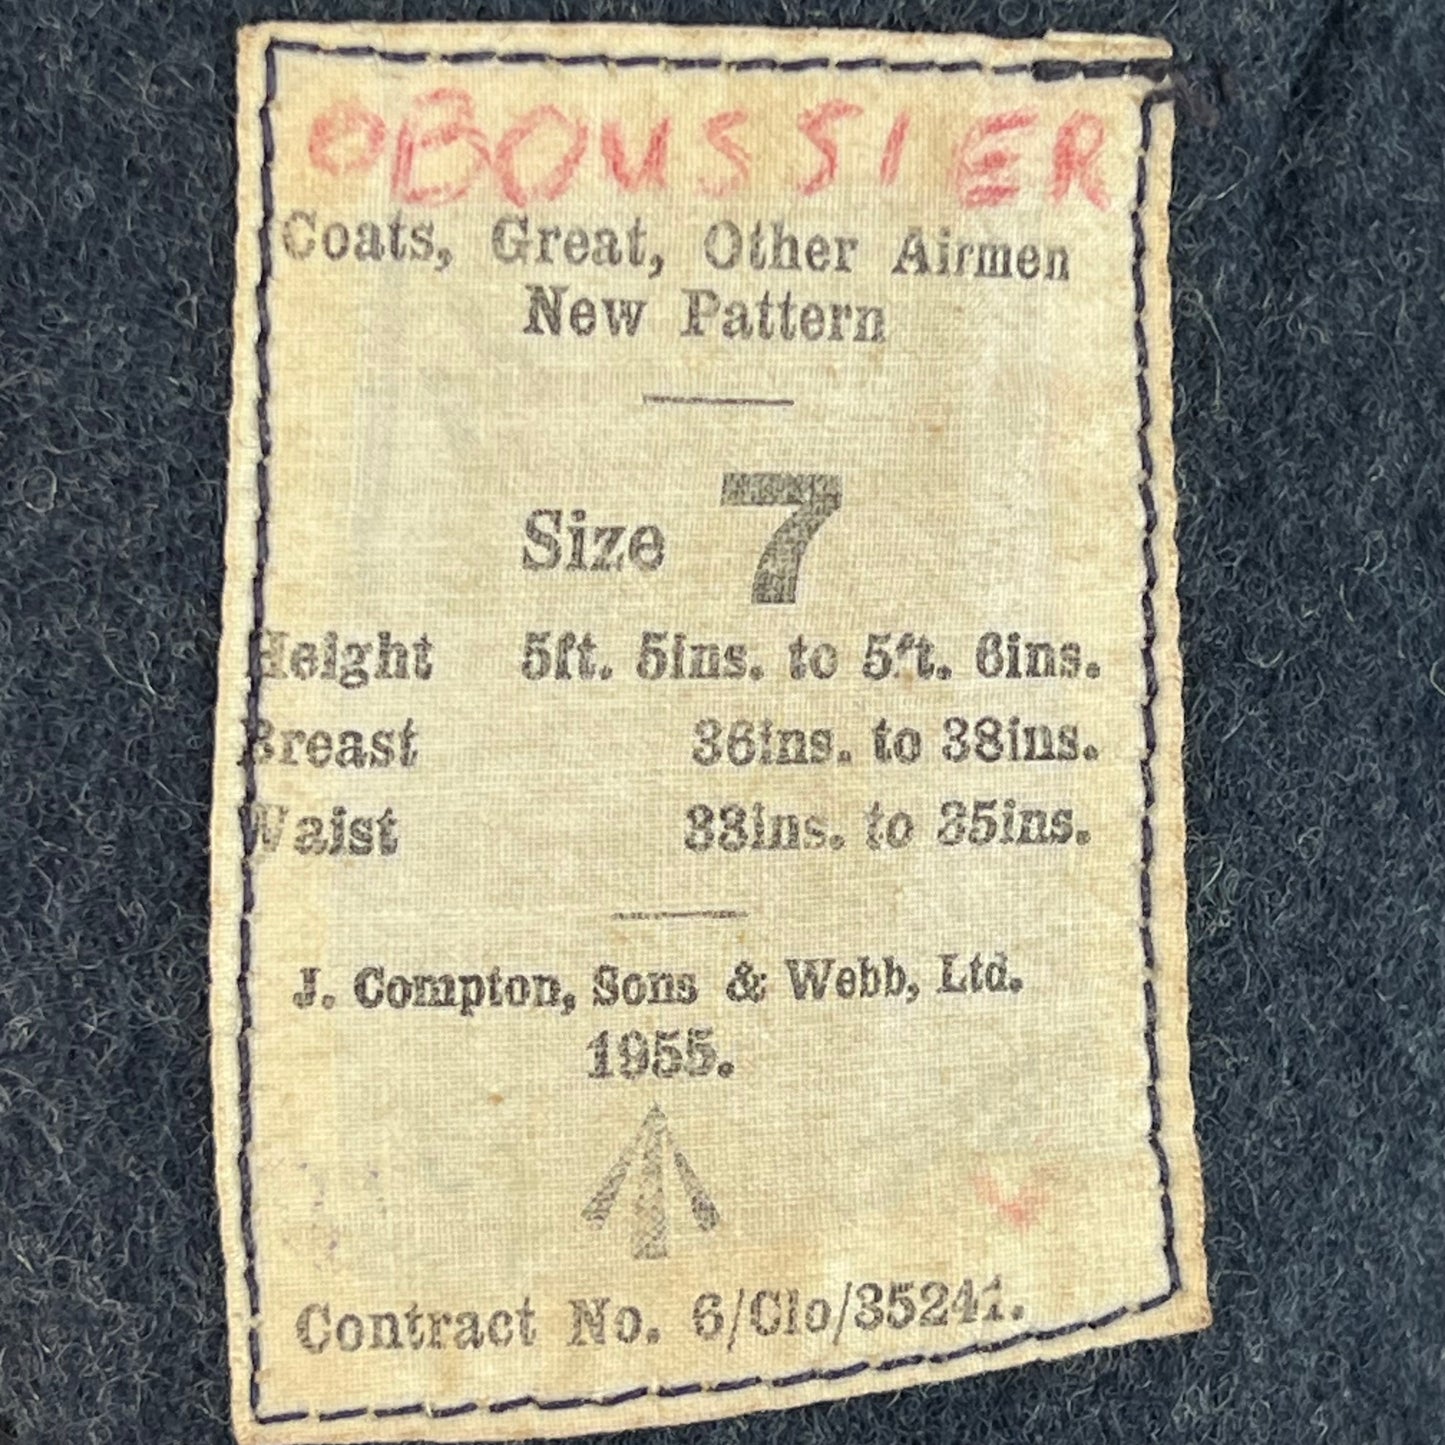 OBOUSSIER
Coats, Great, Other Airmen
New Pattern
Size 7
Height 5ft. 5ins. to 5ft. 6ins.
Breast 36ins. to 38ins.
Waist 33ins. to 35ins.
J. Compton, Sons & Webb, Ltd.
1955.
Contract No. 6/Clo/35241.